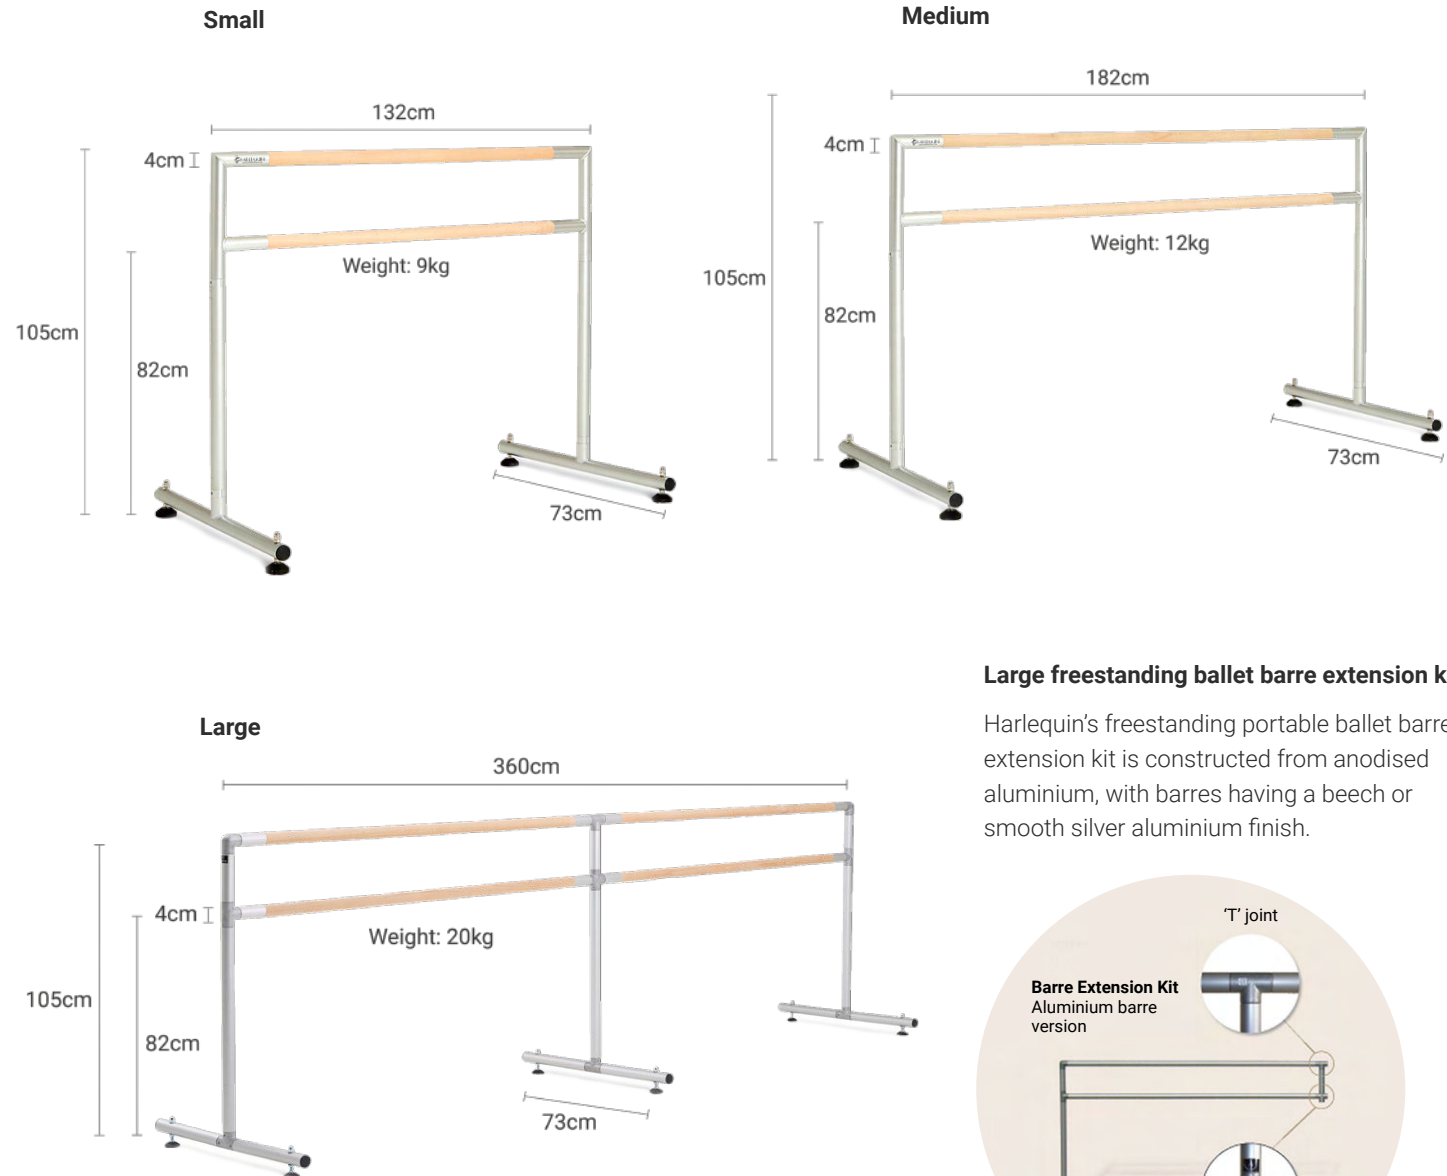 Small
Medium
132cm
4cm
105cm
82cm
Weight: 9kg
73cm
182cm
4cm
105cm
82cm
Weight: 12kg
73cm
Large
360cm
4cm
105cm
82cm
Weight: 20kg
73cm
Large freestanding ballet barre extension k
Harlequin’s freestanding portable ballet barre
extension kit is constructed from anodised
aluminium, with barres having a beech or
smooth silver aluminium finish.
‘T’ joint
Barre Extension Kit
Aluminium barre
version